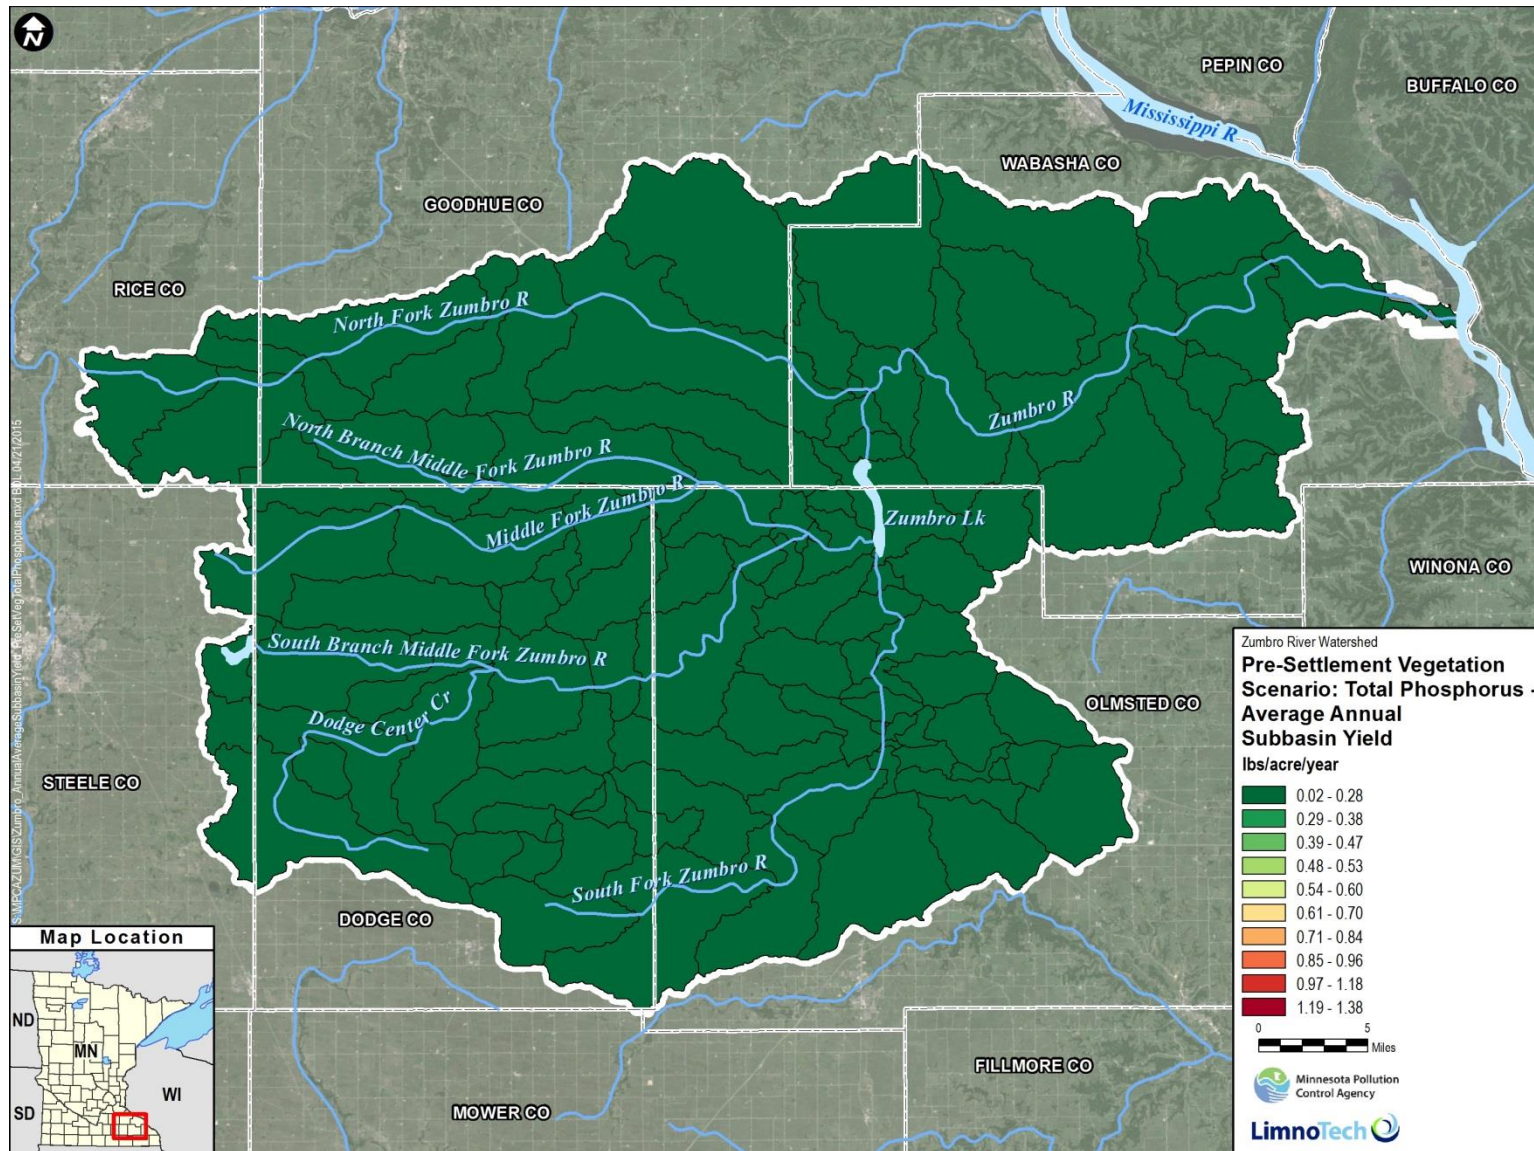 N
PEPIN CO
BUFFALO CO
Mississippi R
WABASHA CO
GOODHUE CO
RICE CO
North Fork Zumbro R
Zumbro R
North Branch Middle Fork Zumbro R
Middle Fork Zumbro R
Zumbro Lk
WINONA CO
South Branch Middle Fork Zumbro R
OLMSTED CO
Dodge Center Cr
STEELE CO
South Fork Zumbro R
DODGE CO
FILLMORE CO
MOWER CO
Map Location
ND
MN
WI
SD
Zumbro River Watershed
Pre-Settlement Vegetation
Scenario: Total Phosphorus -
Average Annual
Subbasin Yield
lbs/acre/year
0.02 - 0.28
0.29 - 0.38
0.39 - 0.47
0.48 - 0.53
0.54 - 0.60
0.61 - 0.70
0.71 - 0.84
0.85 - 0.96
0.97 - 1.18
1.19 - 1.38
0 5
Miles
Minnesota Pollution
Control Agency
LimnoTech